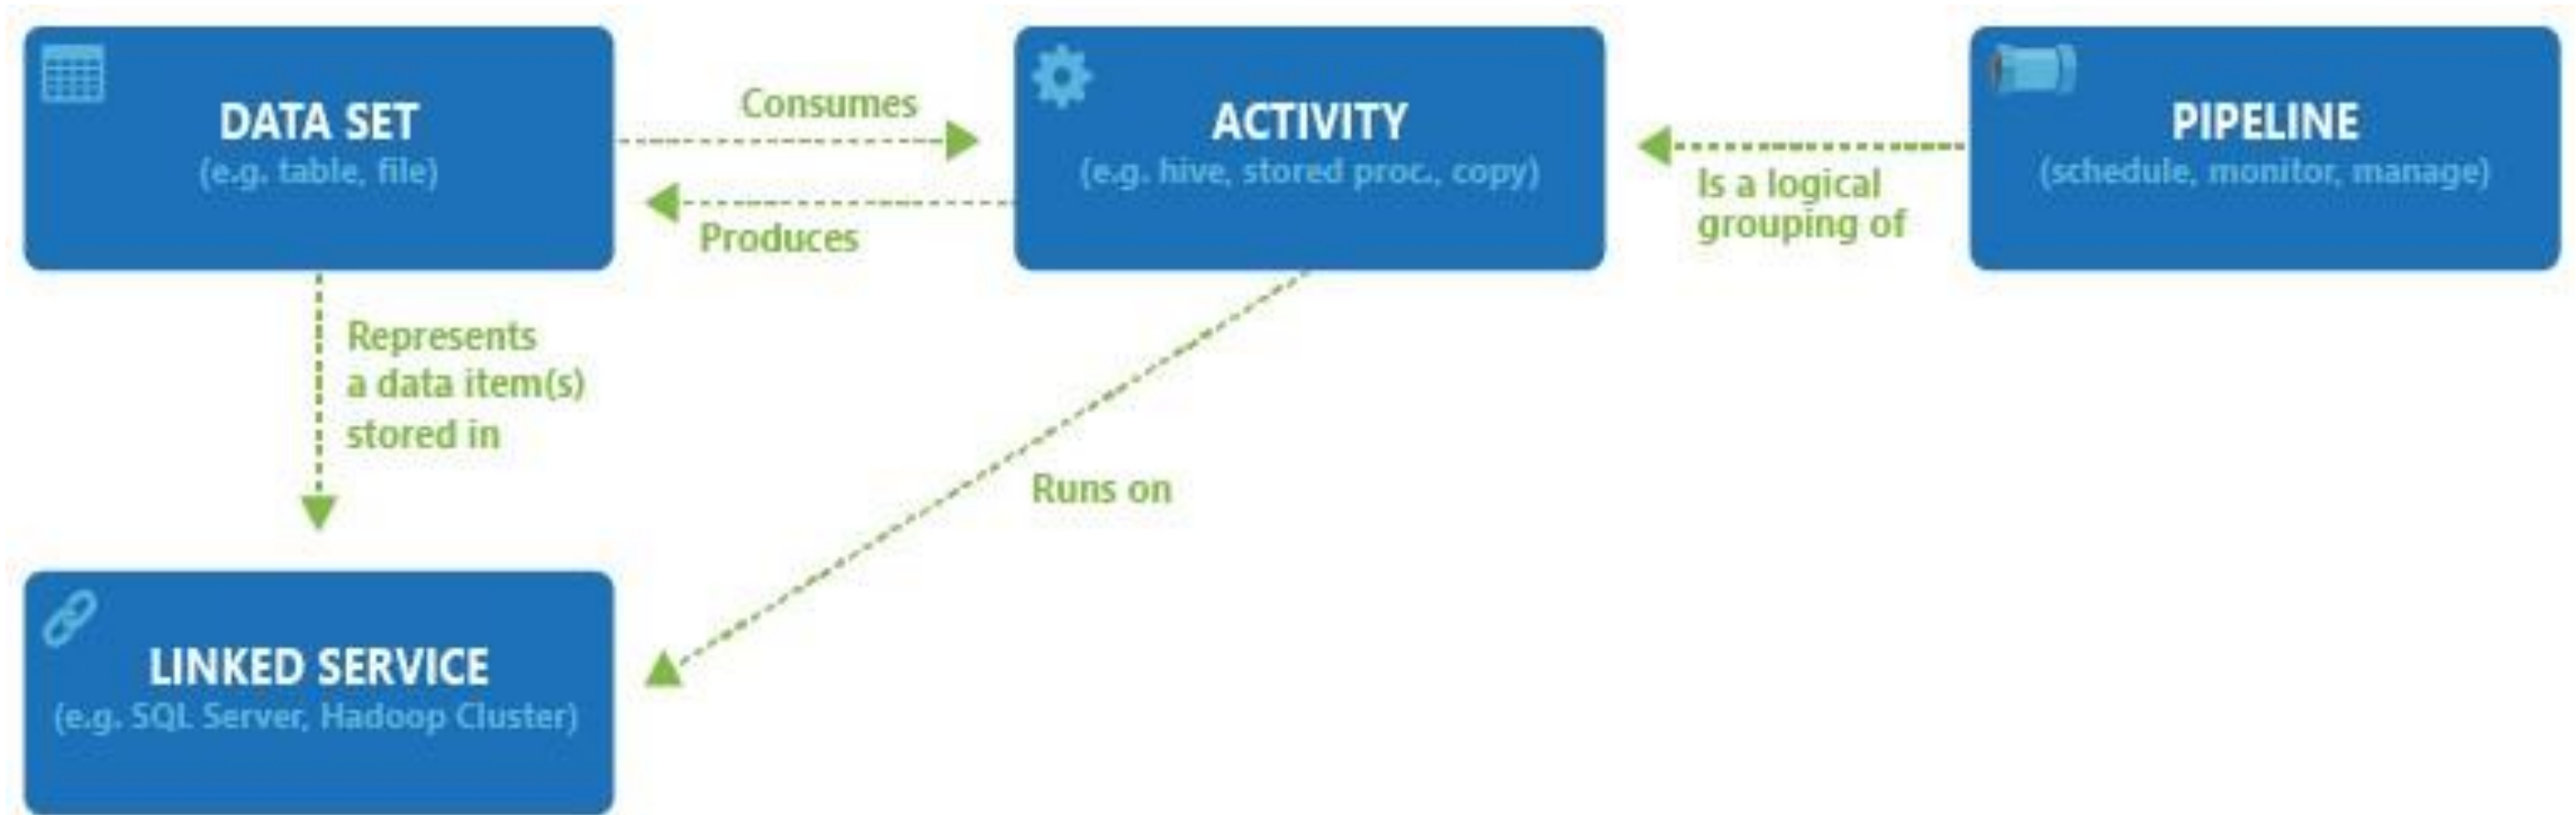 DATA SET
(e.g. table, file)
Consumes
Produces
ACTIVITY
(e.g. hive, stored proc., copy)
Is a logical
grouping of
PIPELINE
(schedule, monitor, manage)
Represents
a data item(s)
stored in
Runs on
LINKED SERVICE
(e.g. SQL Server, Hadoop Cluster)